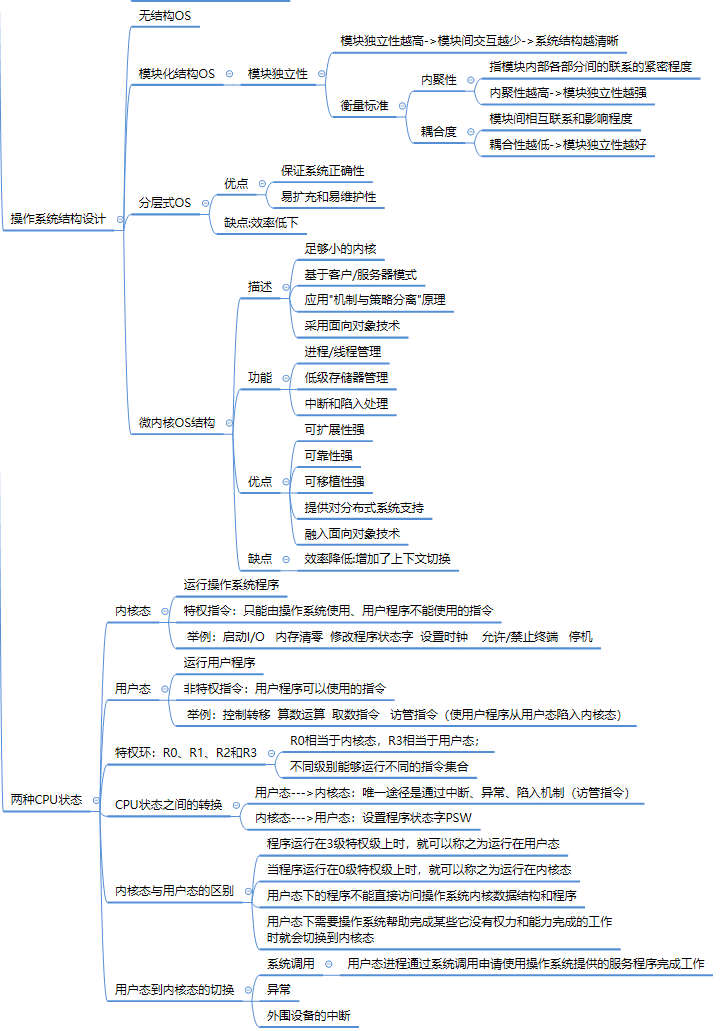 操作系统结构设计
无结构OS
模块化结构OS
模块独立性
模块独立性越高->模块间交互越少->系统结构越清晰
衡量标准
内聚性
指模块内部各部分间的联系的紧密程度
内聚性越高->模块独立性越强
耦合度
模块间相互联系和影响程度
耦合性越低->模块独立性越好
分层式OS
优点
保证系统正确性
易扩充和易维护性
缺点:效率低下
微内核OS结构
描述
足够小的内核
基于客户/服务器模式
应用"机制与策略分离"原理
采用面向对象技术
功能
进程/线程管理
低级存储器管理
中断和陷入处理
优点
可扩展性强
可靠性强
可移植性强
提供对分布式系统支持
融入面向对象技术
缺点
效率降低:增加了上下文切换
两种CPU状态
内核态
运行操作系统程序
特权指令：只能由操作系统使用、用户程序不能使用的指令
举例：启动I/O 内存清零 修改程序状态字 设置时钟 允许/禁止终端 停机
用户态
运行用户程序
非特权指令：用户程序可以使用的指令
举例：控制转移 算数运算 取数指令 访管指令（使用户程序从用户态陷入内核态）
特权环：R0、R1、R2和R3
R0相当于内核态，R3相当于用户态；
不同级别能够运行不同的指令集合
CPU状态之间的转换
用户态--->内核态：唯一途径是通过中断、异常、陷入机制（访管指令）
内核态--->用户态：设置程序状态字PSW
内核态与用户态的区别
程序运行在3级特权级上时，就可以称之为运行在用户态
当程序运行在0级特权级上时，就可以称之为运行在内核态
用户态下的程序不能直接访问操作系统内核数据结构和程序
用户态下需要操作系统帮助完成某些它没有权力和能力完成的工作
时就会切换到内核态
用户态到内核态的切换
系统调用
用户态进程通过系统调用申请使用操作系统提供的服务程序完成工作
异常
外围设备的中断